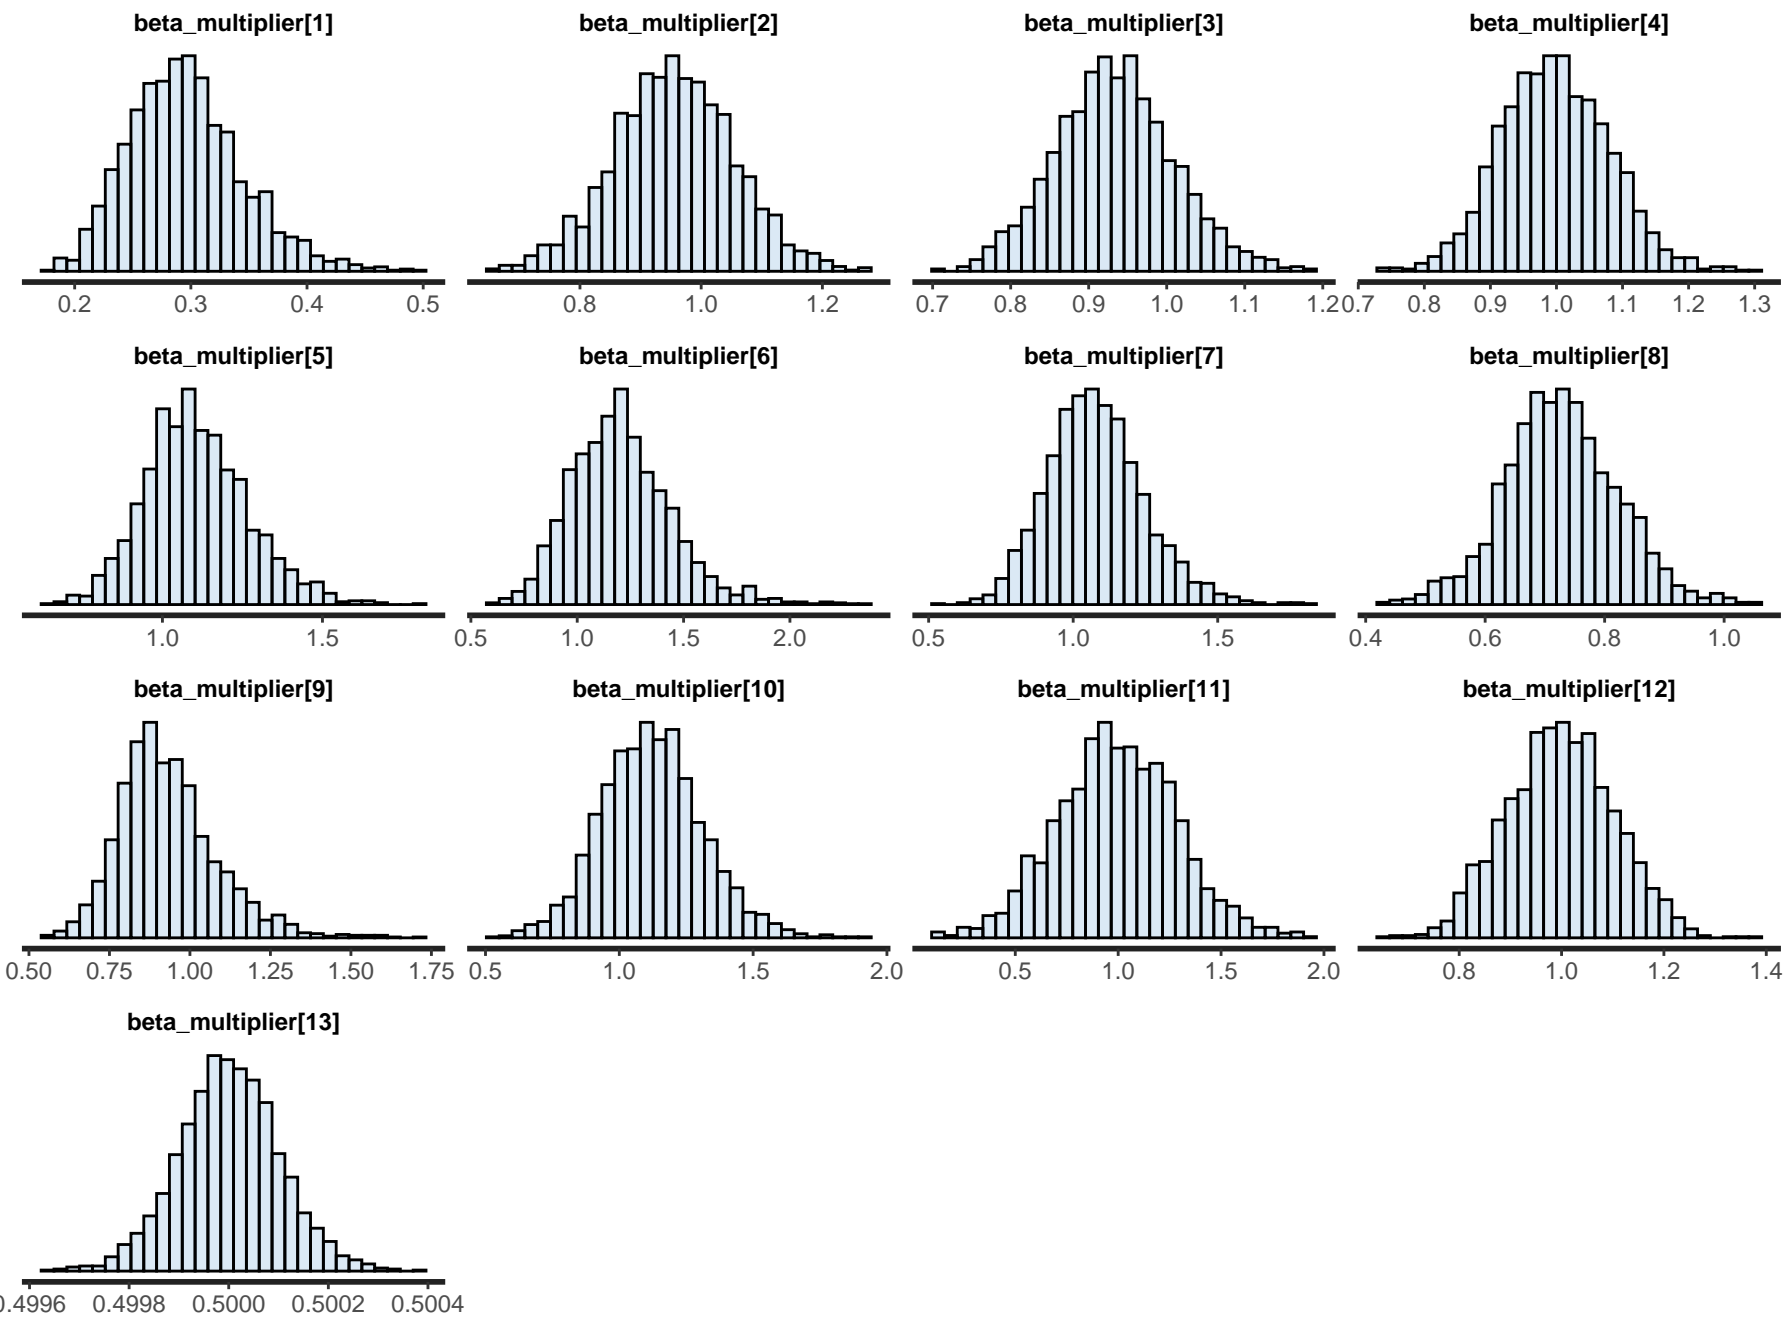 beta_multiplier[1] beta_multiplier[2] beta_multiplier[3] beta_multiplier[4]
0.2 0.3 0.4 0.5 0.8 1.0 1.2 0.7 0.8 0.9 1.0 1.1 1.2 0.7 0.8 0.9 1.0 1.1 1.2 1.3
beta_multiplier[5] beta_multiplier[6] beta_multiplier[7] beta_multiplier[8]
1.0 1.5 0.5 1.0 1.5 2.0 0.5 1.0 1.5 0.4 0.6 0.8 1.0
beta_multiplier[9] beta_multiplier[10] beta_multiplier[11] beta_multiplier[12]
0.50 0.75 1.00 1.25 1.50 1.75 0.5 1.0 1.5 2.0 0.5 1.0 1.5 2.0 0.8 1.0 1.2 1.4
beta_multiplier[13]
0.4996 0.4998 0.5000 0.5002 0.5004